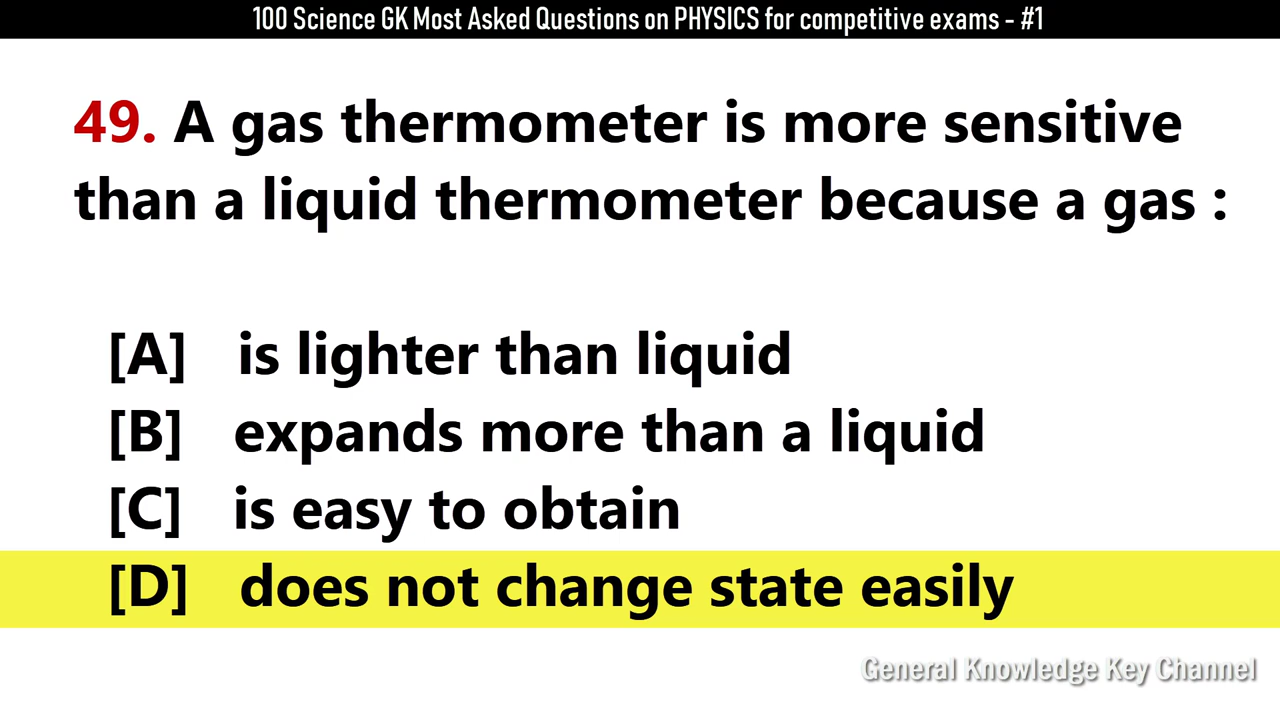 100 Science GK Most Asked Questions on PHYSICS for competitive exams - #1
49. A gas thermometer is more sensitive
than a liquid thermometer because a gas :
[A] is lighter than liquid
[B] expands more than a liquid
[C] is easy to obtain
[D] does not change state easily
General Knowledge Key Channel